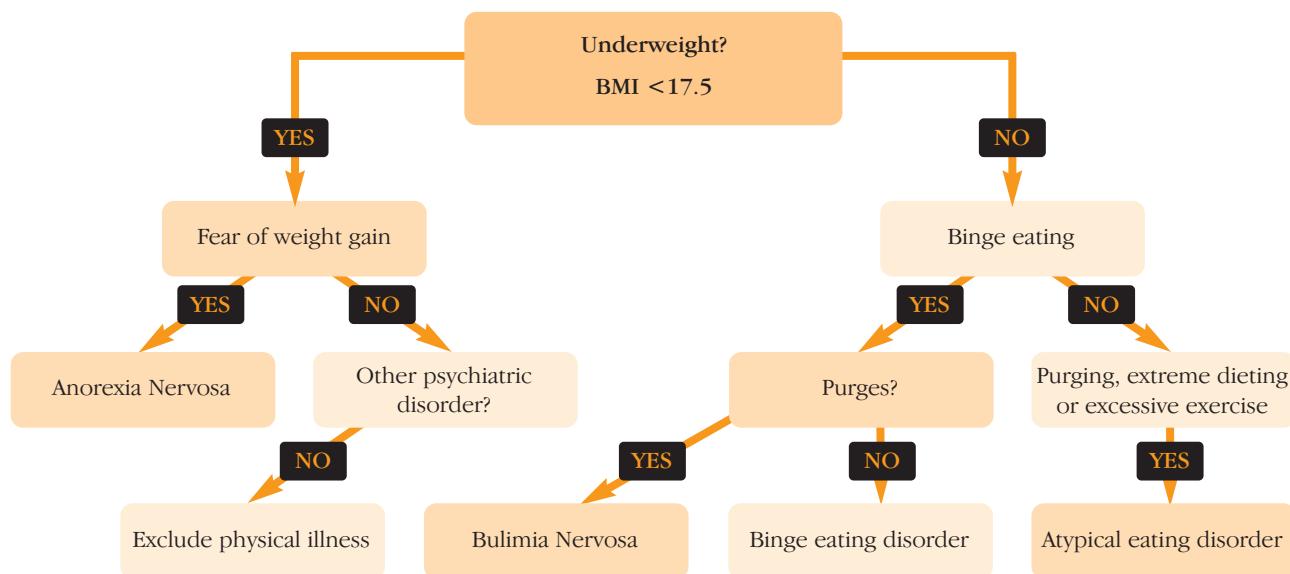 Underweight?
BMI <17.5
YES
NO
Fear of weight gain
Binge eating
YES
NO
YES
NO
Anorexia Nervosa
Other psychiatric
disorder?
Purges?
Purging, extreme dieting
or excessive exercise
NO
YES
NO
YES
Exclude physical illness
Bulimia Nervosa
Binge eating disorder
Atypical eating disorder